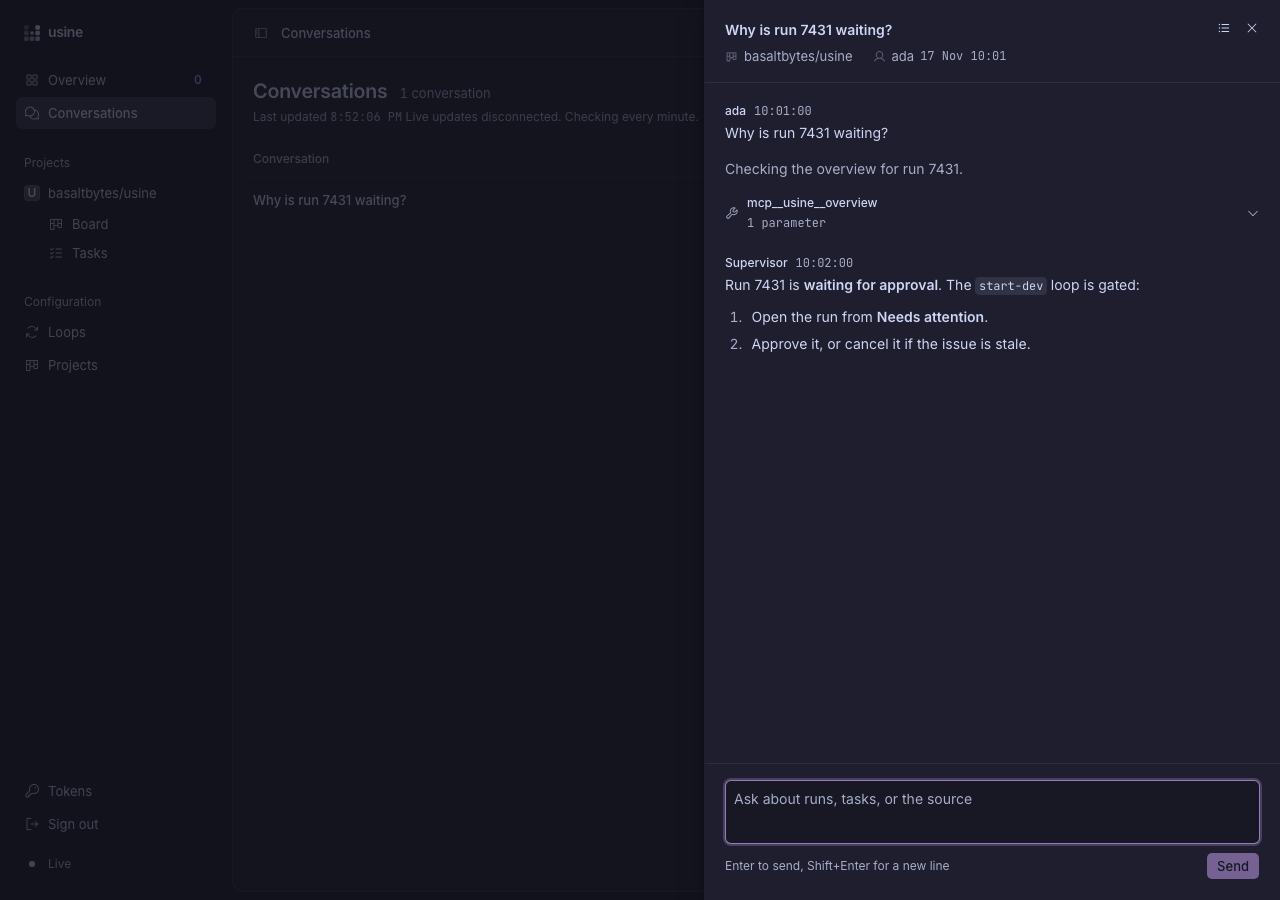 usine
Overview 0
Conversations
Projects
U basaltbytes/usine
Board
Tasks
Configuration
Loops
Projects
Tokens
Sign out
Live
Conversations
Conversations 1 conversation
Last updated 8:52:06 PM Live updates disconnected. Checking every minute.
Conversation
Why is run 7431 waiting?
Why is run 7431 waiting?
basaltbytes/usine ada 17 Nov 10:01
ada 10:01:00
Why is run 7431 waiting?
Checking the overview for run 7431.
mcp__usine__overview
1 parameter
Supervisor 10:02:00
Run 7431 is waiting for approval. The start-dev loop is gated:
1. Open the run from Needs attention.
2. Approve it, or cancel it if the issue is stale.
Ask about runs, tasks, or the source
Enter to send, Shift+Enter for a new line
Send